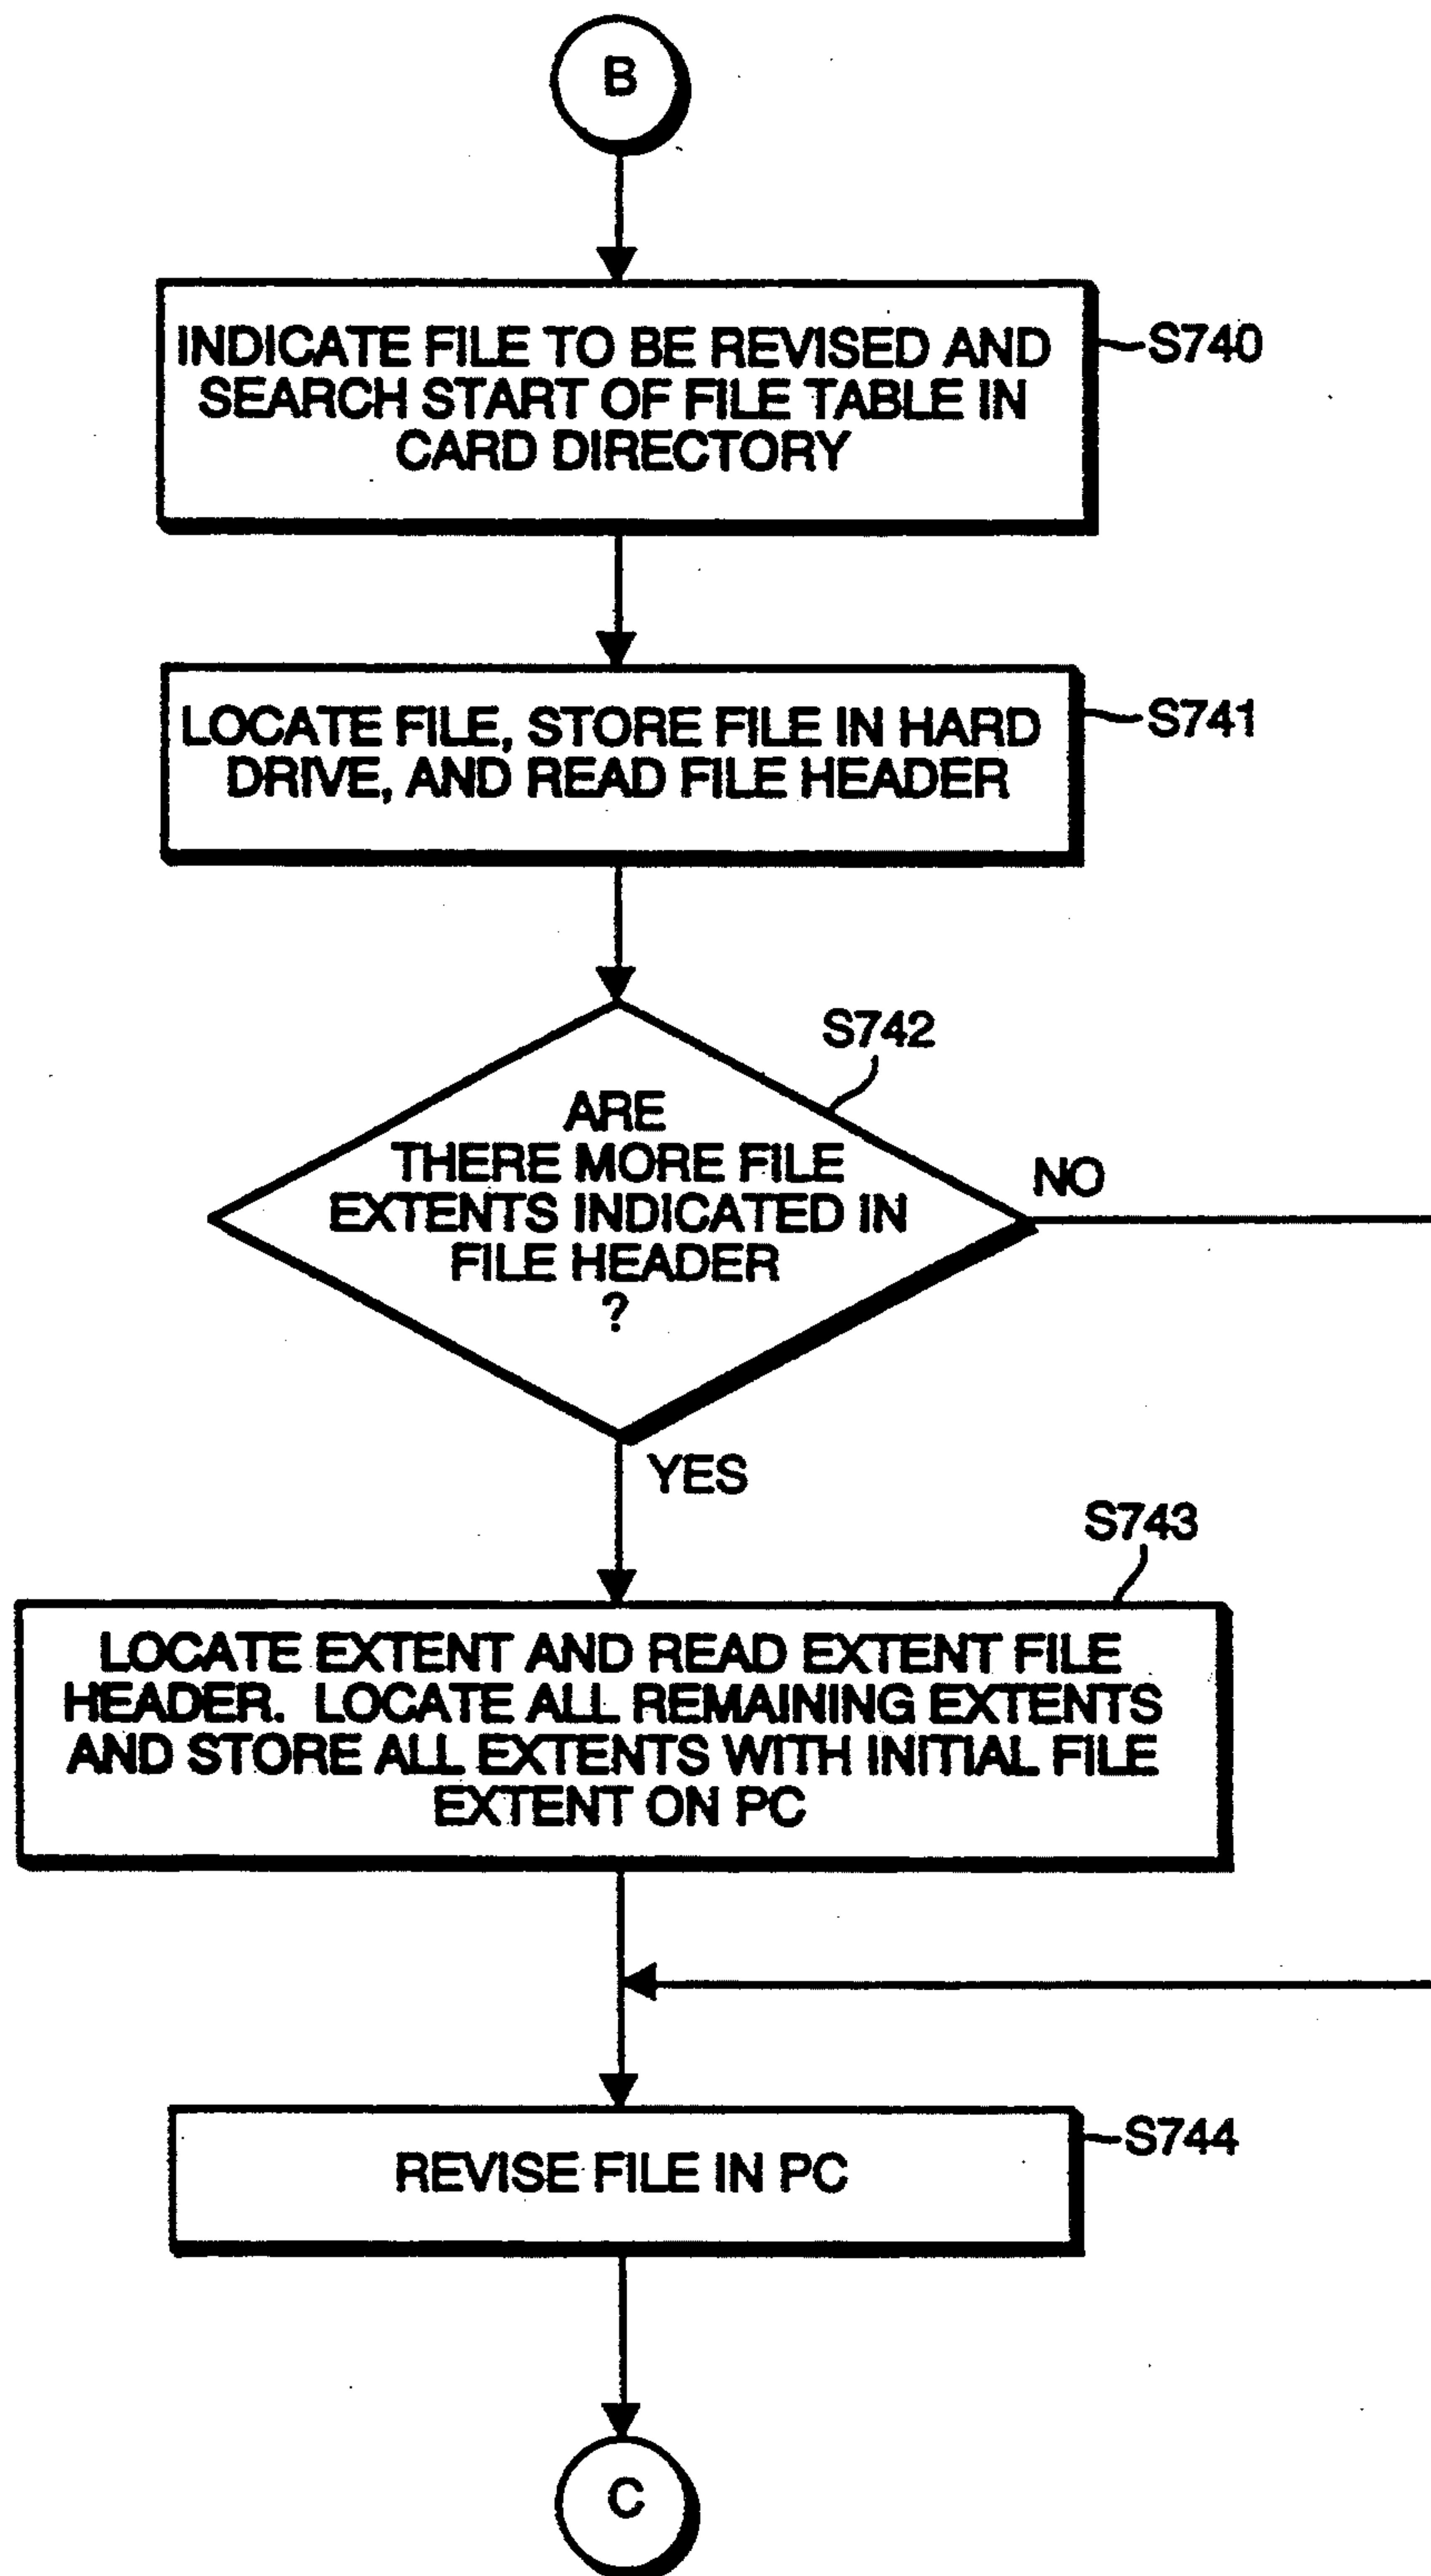 B
INDICATE FILE TO BE REVISED AND
SEARCH START OF FILE TABLE IN
CARD DIRECTORY
S740
LOCATE FILE, STORE FILE IN HARD
DRIVE, AND READ FILE HEADER
S741
S742
ARE
THERE MORE FILE
EXTENTS INDICATED IN
FILE HEADER
?
NO
YES
S743
LOCATE EXTENT AND READ EXTENT FILE
HEADER. LOCATE ALL REMAINING EXTENTS
AND STORE ALL EXTENTS WITH INITIAL FILE
EXTENT ON PC
REVISE FILE IN PC
S744
C